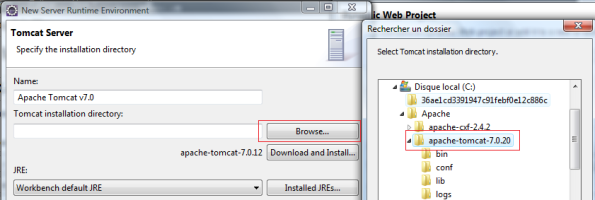 New Server Runtime Environment
Tomcat Server
Specify the installation directory
Name:
Apache Tomcat v7.0
Tomcat installation directory:
Browse...
apache-tomcat-7.0.12 Download and Install...
JRE:
Workbench default JRE Installed JREs...
ic Web Project
Rechercher un dossier
Select Tomcat installation directory.
Disque local (C:)
36ae1cd3391947c91febf0e12c886c
Apache
apache-cxf-2.4.2
apache-tomcat-7.0.20
bin
conf
lib
logs